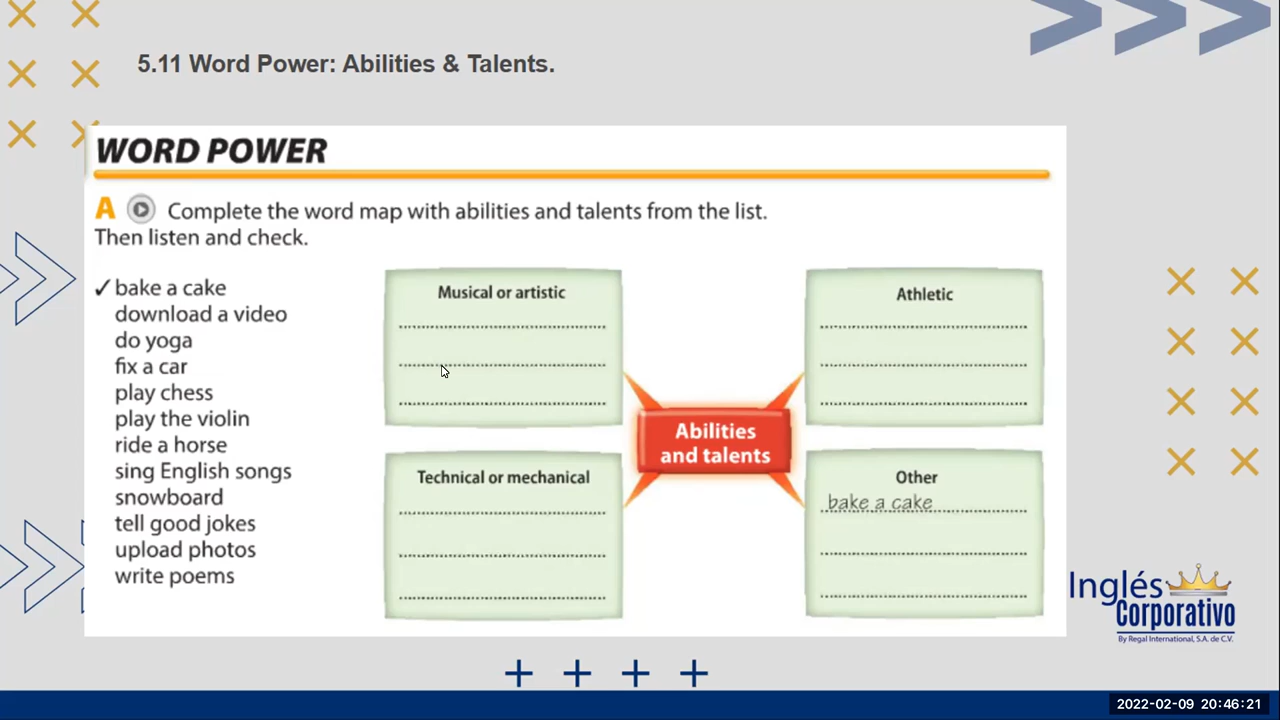 5.11 Word Power: Abilities & Talents.
WORD POWER
A Complete the word map with abilities and talents from the list.
Then listen and check.
✓ bake a cake
download a video
do yoga
fix a car
play chess
play the violin
ride a horse
sing English songs
snowboard
tell good jokes
upload photos
write poems
Musical or artistic
Athletic
Abilities
and talents
Technical or mechanical
Other
bake a cake
Inglés
Corporativo
By Regal International, S.A. de C.V.
2022-02-09 20:46:21